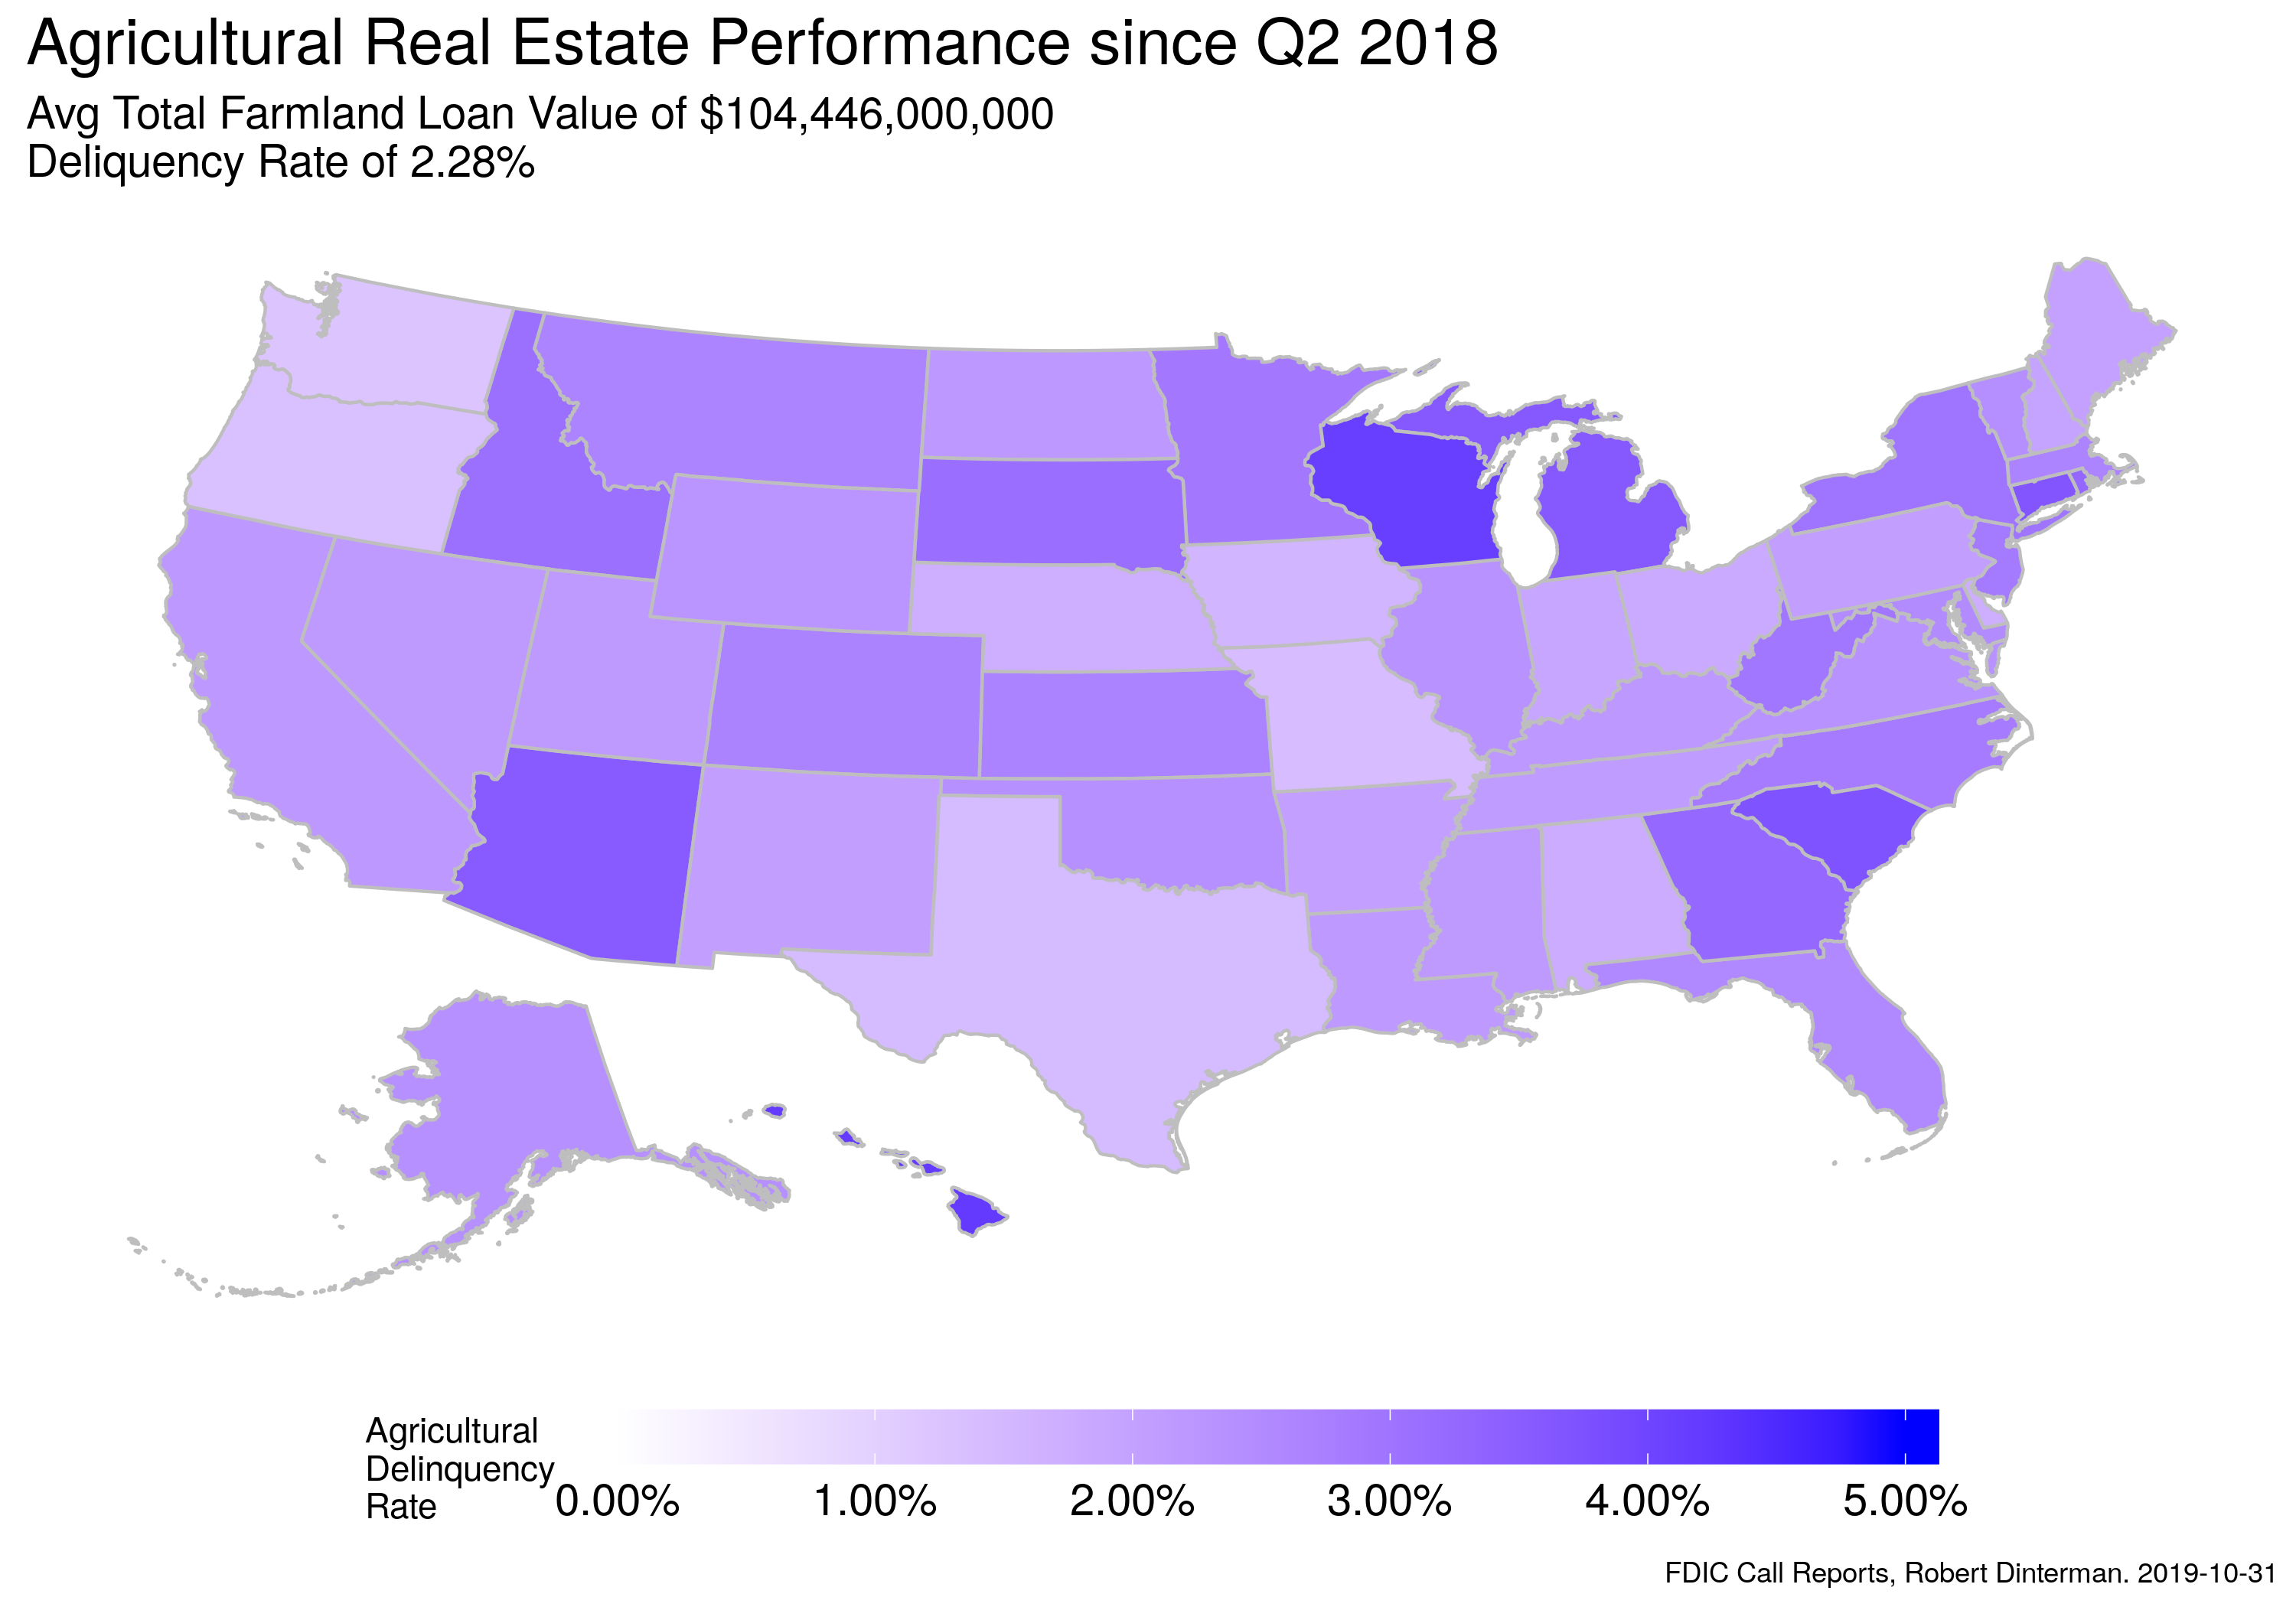 Agricultural Real Estate Performance since Q2 2018
Avg Total Farmland Loan Value of $104,446,000,000
Deliquency Rate of 2.28%
Agricultural
Delinquency
Rate
0.00% 1.00% 2.00% 3.00% 4.00% 5.00%
FDIC Call Reports, Robert Dinterman. 2019-10-31